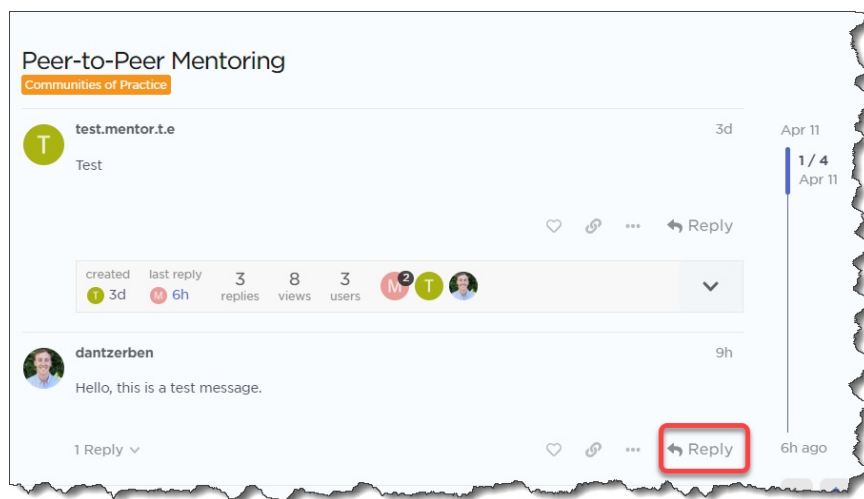 Peer-to-Peer Mentoring
Communities of Practice
T
test.mentor.t.e
3d
Test
Reply
created
T 3d
last reply
M 6h
3
replies
8
views
3
users
M 2 T
dantzerben
9h
Hello, this is a test message.
1 Reply
Reply
Apr 11
1 / 4
Apr 11
6h ago